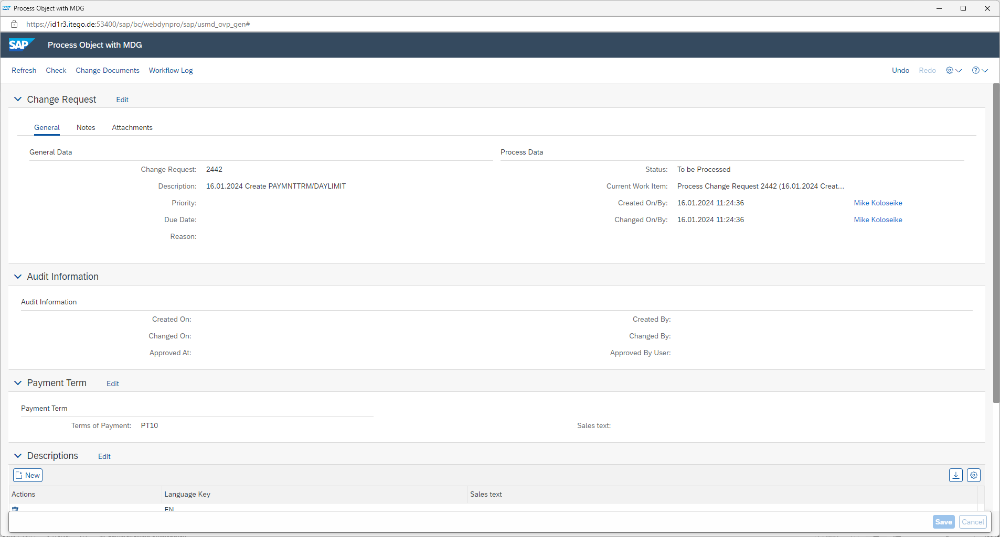 Process Object with MDG
https://id1r3.itego.de:53400/sap/bc/webdynpro/sap/usmd_ovp_gen#
SAP Process Object with MDG
Refresh Check Change Documents Workflow Log Undo Redo
Change Request Edit
General Notes Attachments
General Data Process Data
Change Request: 2442 Status: To be Processed
Description: 16.01.2024 Create PAYMNTTRM/DAYLIMIT Current Work Item: Process Change Request 2442 (16.01.2024 Creat...
Priority: Created On/By: 16.01.2024 11:24:36 Mike Koloseike
Due Date: Changed On/By: 16.01.2024 11:24:36 Mike Koloseike
Reason:
Audit Information
Audit Information
Created On: Created By:
Changed On: Changed By:
Approved At: Approved By User:
Payment Term Edit
Payment Term
Terms of Payment: PT10 Sales text:
Descriptions Edit
New
Actions Language Key Sales text
EN
Save Cancel